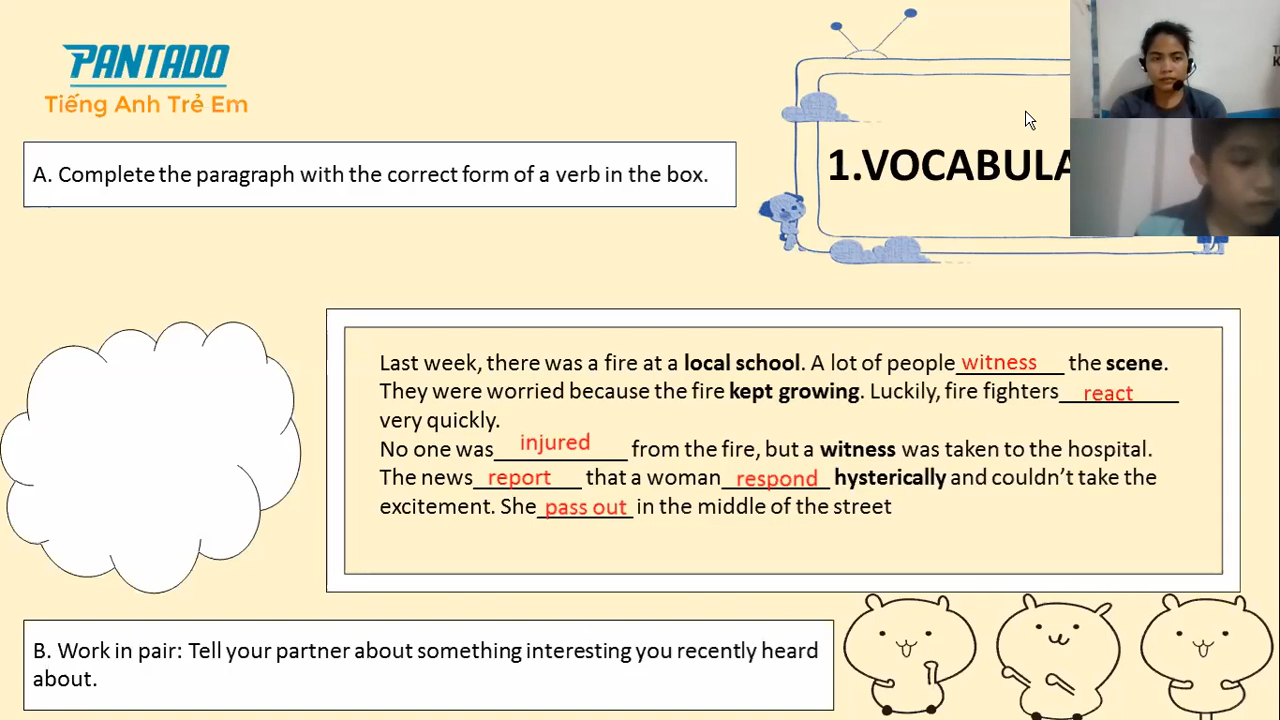 PANTADO
Tiếng Anh Trẻ Em
A. Complete the paragraph with the correct form of a verb in the box.
1.VOCABULA
Last week, there was a fire at a local school. A lot of people witness the scene.
They were worried because the fire kept growing. Luckily, fire fighters react
very quickly.
No one was injured from the fire, but a witness was taken to the hospital.
The news report that a woman respond hysterically and couldn't take the
excitement. She pass out in the middle of the street
B. Work in pair: Tell your partner about something interesting you recently heard
about.